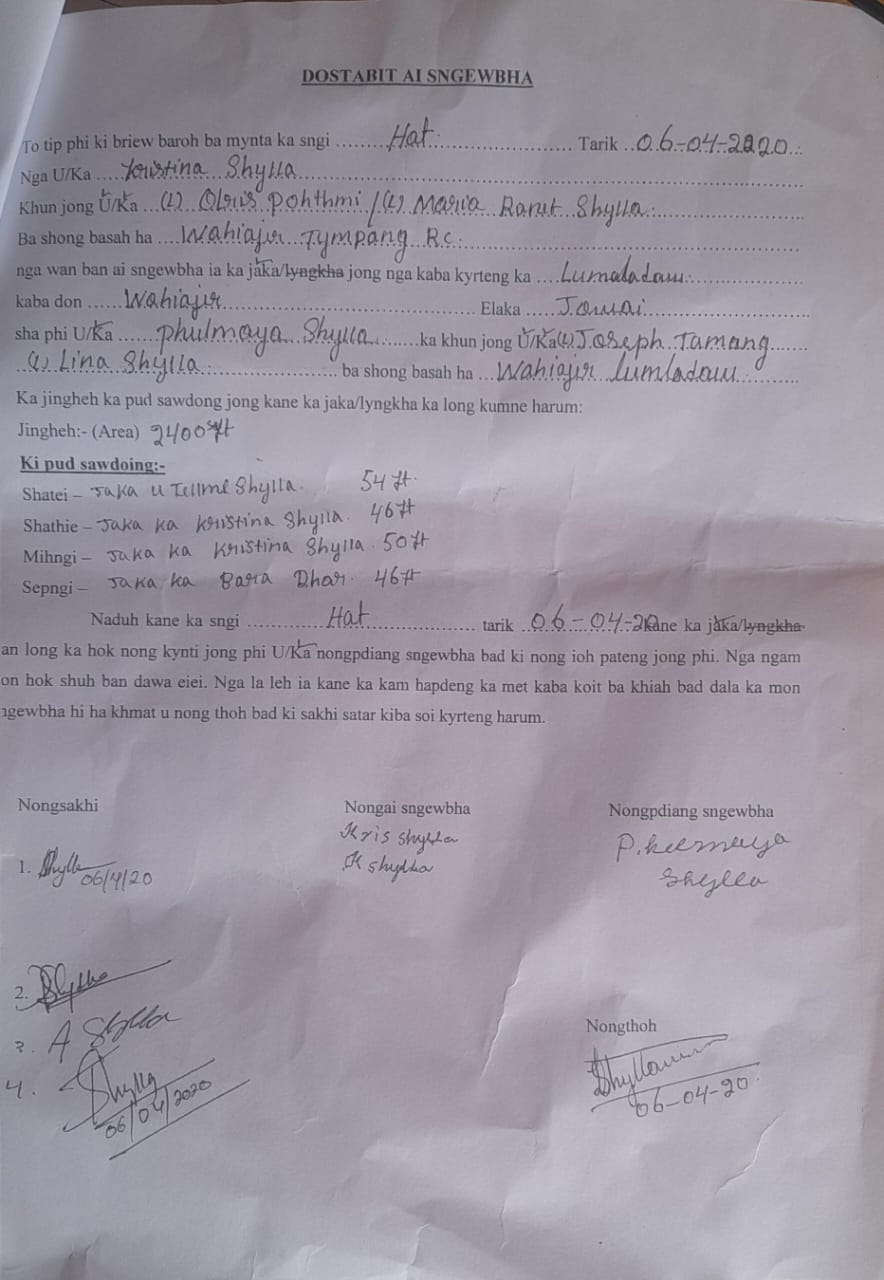 DOSTABIT AI SNGEWBHA
To tip phi ki briew baroh ba mynta ka sngi ........Hat.............................. Tarik ..06-04-2020..
Nga U/Ka ....Kristina Shylla..............................
Khun jong U/Ka ...(L) Olius Pohthmi/(L) Maria Ranut Shylla..............................
Ba shong basah ha ....Wahiajer Tympang R.C...............................
nga wan ban ai sngewbha ia ka jaka/lyngkha jong nga kaba kyrteng ka ....Lumaladaw...............
kaba don ......Wahiajer.............................. Elaka .....Jowai..............................
sha phi U/Ka .......Phulmaya Shylla.........ka khun jong U/Ka(L)Joseph Tamang.......
..(L) Lina Shylla.............................. ba shong basah ha ...Wahiajer Lumladaw...........
Ka jingheh ka pud sawdong jong kane ka jaka/lyngkha ka long kumne harum:
Jingheh:- (Area) 2400 sqft
Ki pud sawdoing:-
Shatei – Jaka u Tellme Shylla. 54 ft.
Shathie – Jaka ka Kristina Shylla. 46ft
Mihngi – Jaka ka Kristina Shylla. 50ft
Sepngi – Jaka ka Bara Dhar. 46ft
Naduh kane ka sngi ..............Hat...................... tarik ..06-04-20kane ka jaka/lyngkha
an long ka hok nong kynti jong phi U/Ka nongpdiang sngewbha bad ki nong ioh pateng jong phi. Nga ngam
on hok shuh ban dawa eiei. Nga la leh ia kane ka kam hapdeng ka met kaba koit ba khiah bad dala ka mon
ngewbha hi ha khmat u nong thoh bad ki sakhi satar kiba soi kyrteng harum.
Nongsakhi Nongai sngewbha Nongpdiang sngewbha
Kris Shylla
K Shylla
P.hulmaya
Shylla
1. Shylla 06/4/20
2.
3. A Shylla
4. Shylla
06/04/2020
Nongthoh
Shylla
06-04-20.